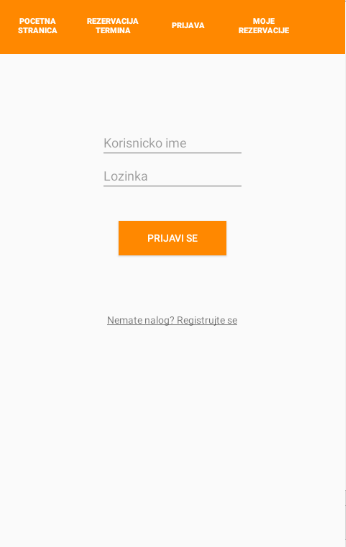 POCETNA
STRANICA
REZERVACIJA
TERMINA
PRIJAVA
MOJE
REZERVACIJE
Korisnicko ime
Lozinka
PRIJAVI SE
Nemate nalog? Registrujte se